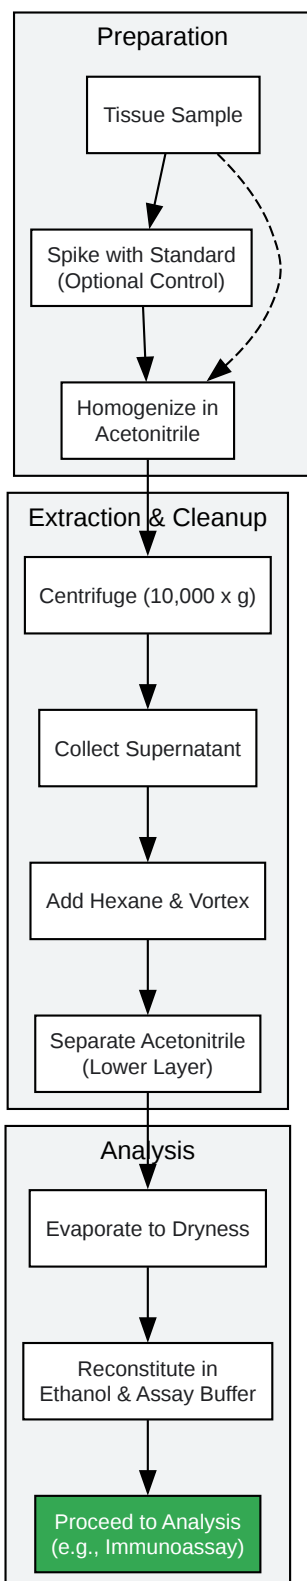 Preparation
Tissue Sample
Spike with Standard
(Optional Control)
Homogenize in
Acetonitrile
Extraction & Cleanup
Centrifuge (10,000 x g)
Collect Supernatant
Add Hexane & Vortex
Separate Acetonitrile
(Lower Layer)
Analysis
Evaporate to Dryness
Reconstitute in
Ethanol & Assay Buffer
Proceed to Analysis
(e.g., Immunoassay)